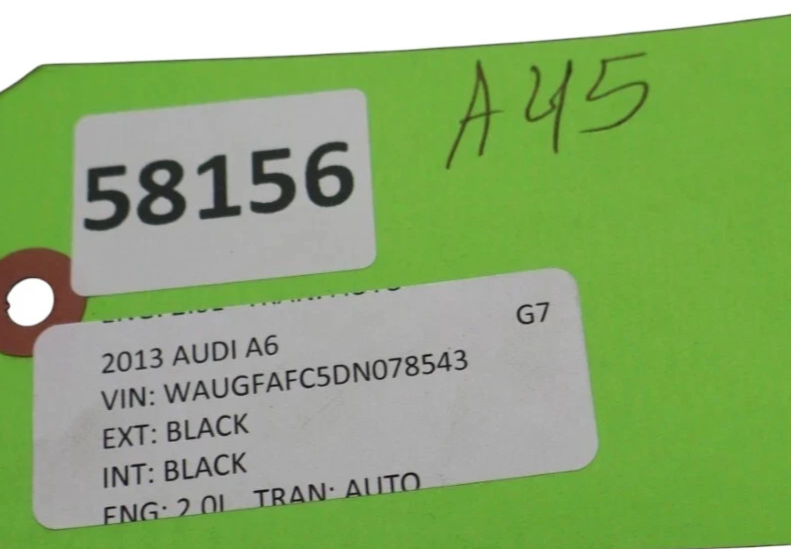 A45
58156
G7
2013 AUDI A6
VIN: WAUGFAFC5DN078543
EXT: BLACK
INT: BLACK
ENG: 2.0L TRAN: AUTO